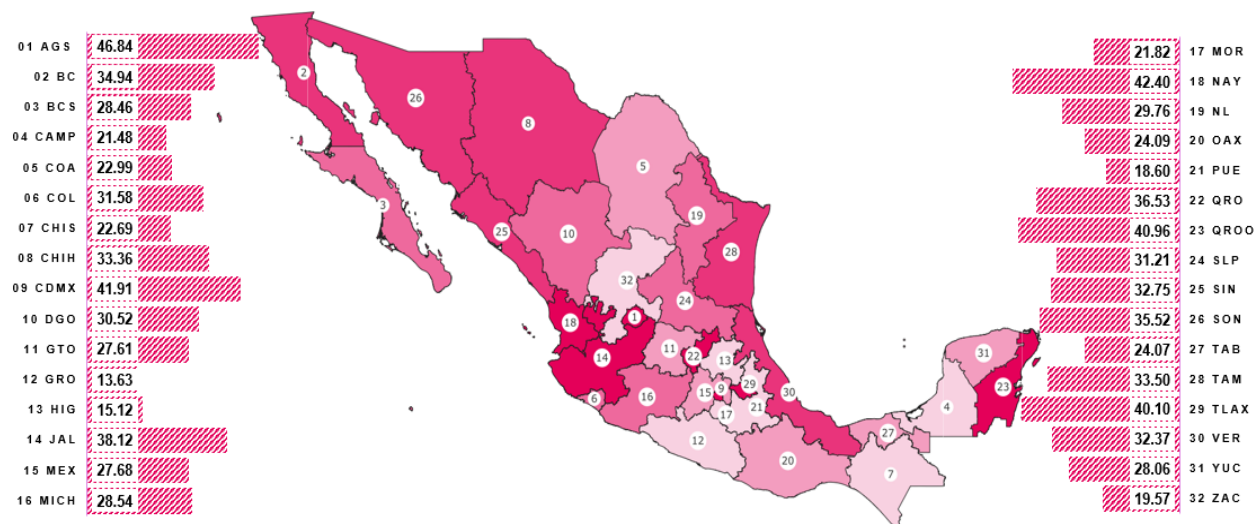 01 AGS 46.84
02 BC 34.94
03 BCS 28.46
04 CAMP 21.48
05 COA 22.99
06 COL 31.58
07 CHIS 22.69
08 CHIH 33.36
09 CDMX 41.91
10 DGO 30.52
11 GTO 27.61
12 GRO 13.63
13 HIG 15.12
14 JAL 38.12
15 MEX 27.68
16 MICH 28.54
2
26
8
5
3
19
25
10
28
32
24
18
1
14
11
22
13
31
23
6
16
15
9
29
30
4
17
21
12
27
20
7
21.82 17 MOR
42.40 18 NAY
29.76 19 NL
24.09 20 OAX
18.60 21 PUE
36.53 22 QRO
40.96 23 QROO
31.21 24 SLP
32.75 25 SIN
35.52 26 SON
24.07 27 TAB
33.50 28 TAM
40.10 29 TLAX
32.37 30 VER
28.06 31 YUC
19.57 32 ZAC